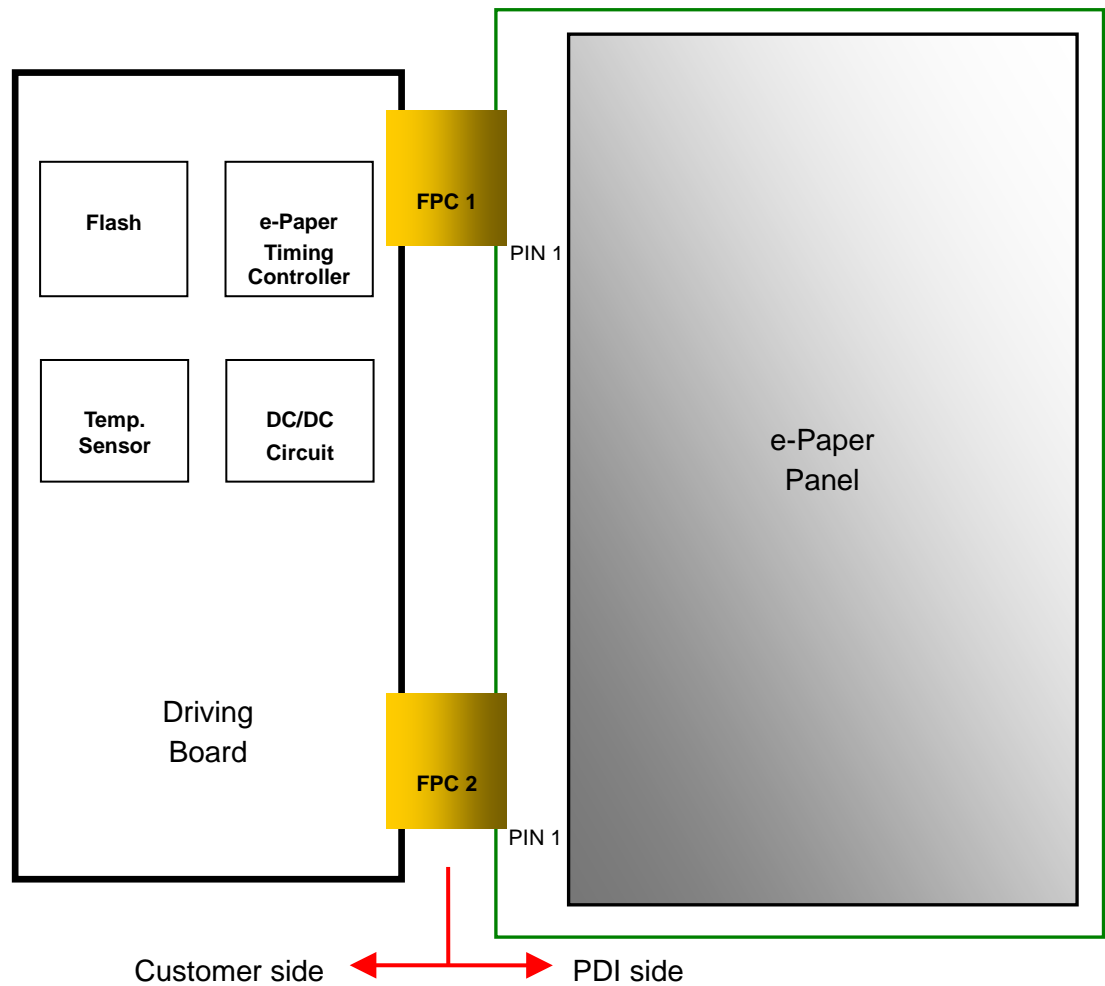 FPC 1
PIN 1
Flash
e-Paper
Timing
Controller
Temp.
Sensor
DC/DC
Circuit
e-Paper
Panel
Driving
Board
FPC 2
PIN 1
Customer side
PDI side